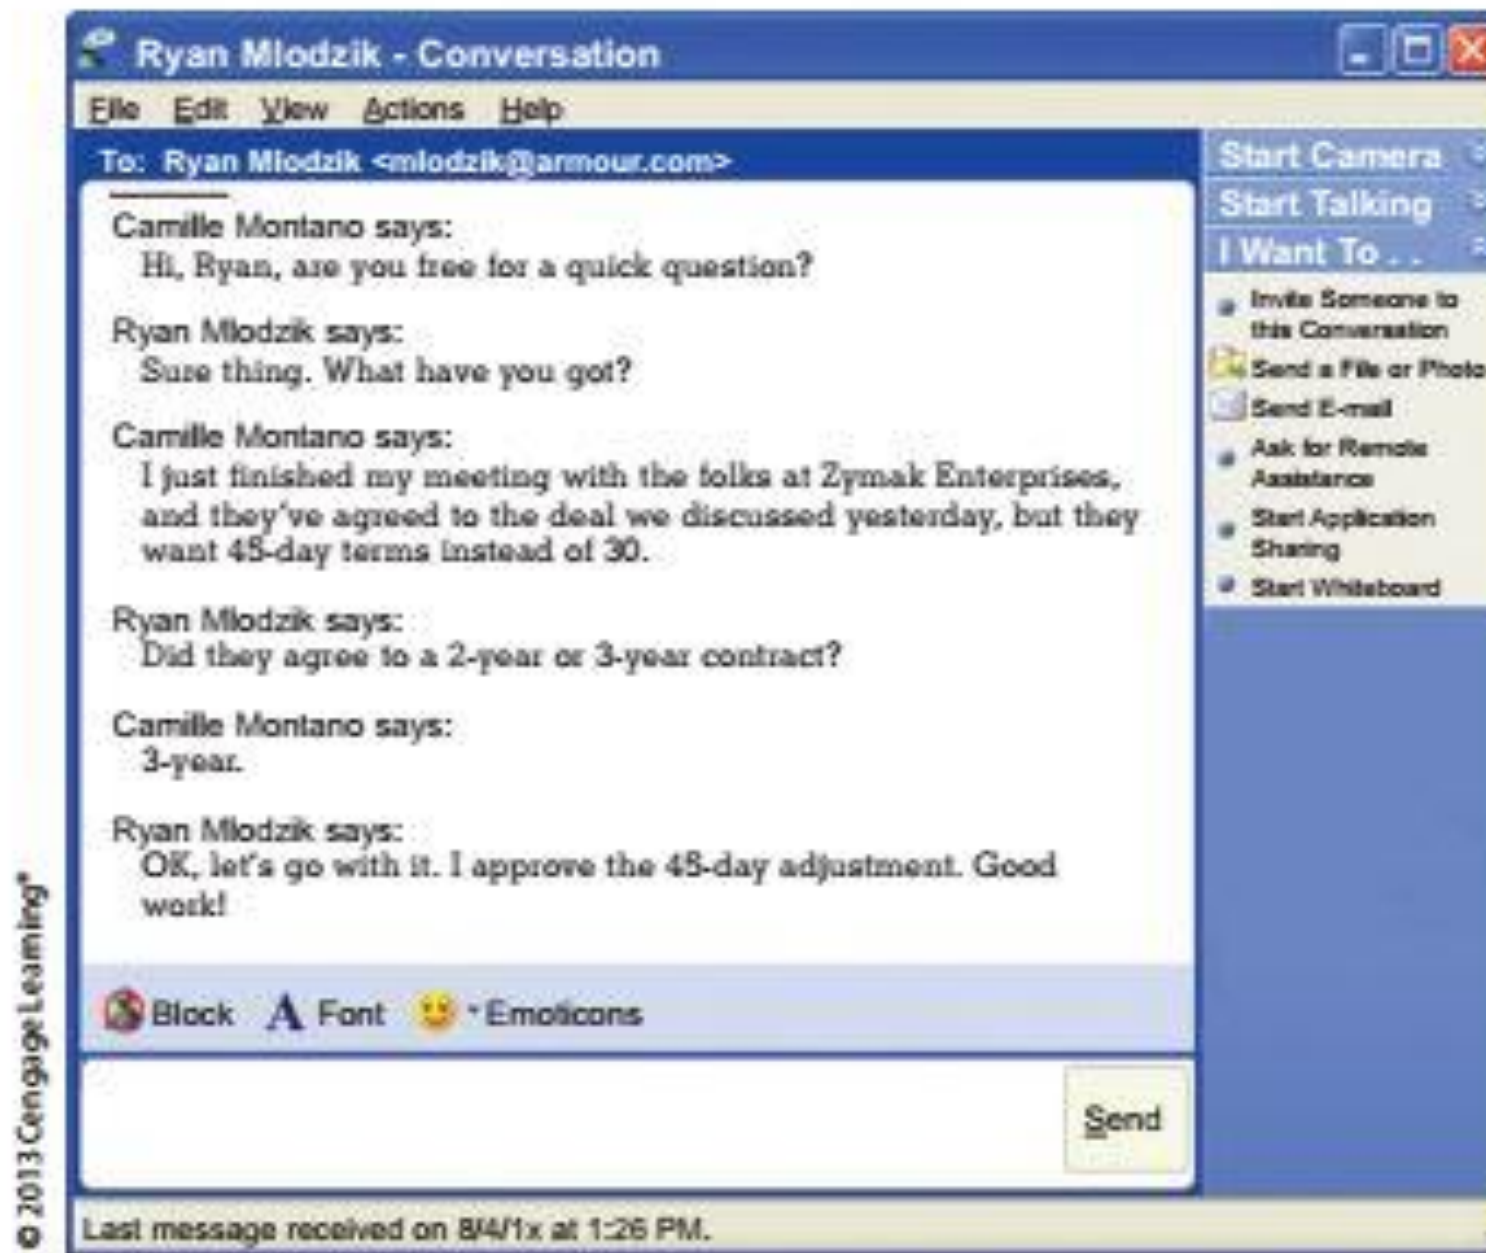 Ryan Mlodzik - Conversation
File Edit View Actions Help
To: Ryan Mlodzik <mlodzik@armour.com>
Camille Montano says:
Hi, Ryan, are you free for a quick question?
Ryan Mlodzik says:
Sure thing. What have you got?
Camille Montano says:
I just finished my meeting with the folks at Zymak Enterprises,
and they've agreed to the deal we discussed yesterday, but they
want 45-day terms instead of 30.
Ryan Mlodzik says:
Did they agree to a 2-year or 3-year contract?
Camille Montano says:
3-year.
Ryan Mlodzik says:
OK, let's go with it. I approve the 45-day adjustment. Good
work!
Block A Font Emoticons
Send
Last message received on 8/4/1x at 1:26 PM.
Start Camera
Start Talking
I Want To . .
Invite Someone to
this Conversation
Send a File or Photo
Send E-mail
Ask for Remote
Assistance
Start Application
Sharing
Start Whiteboard
© 2013 Cengage Learning®